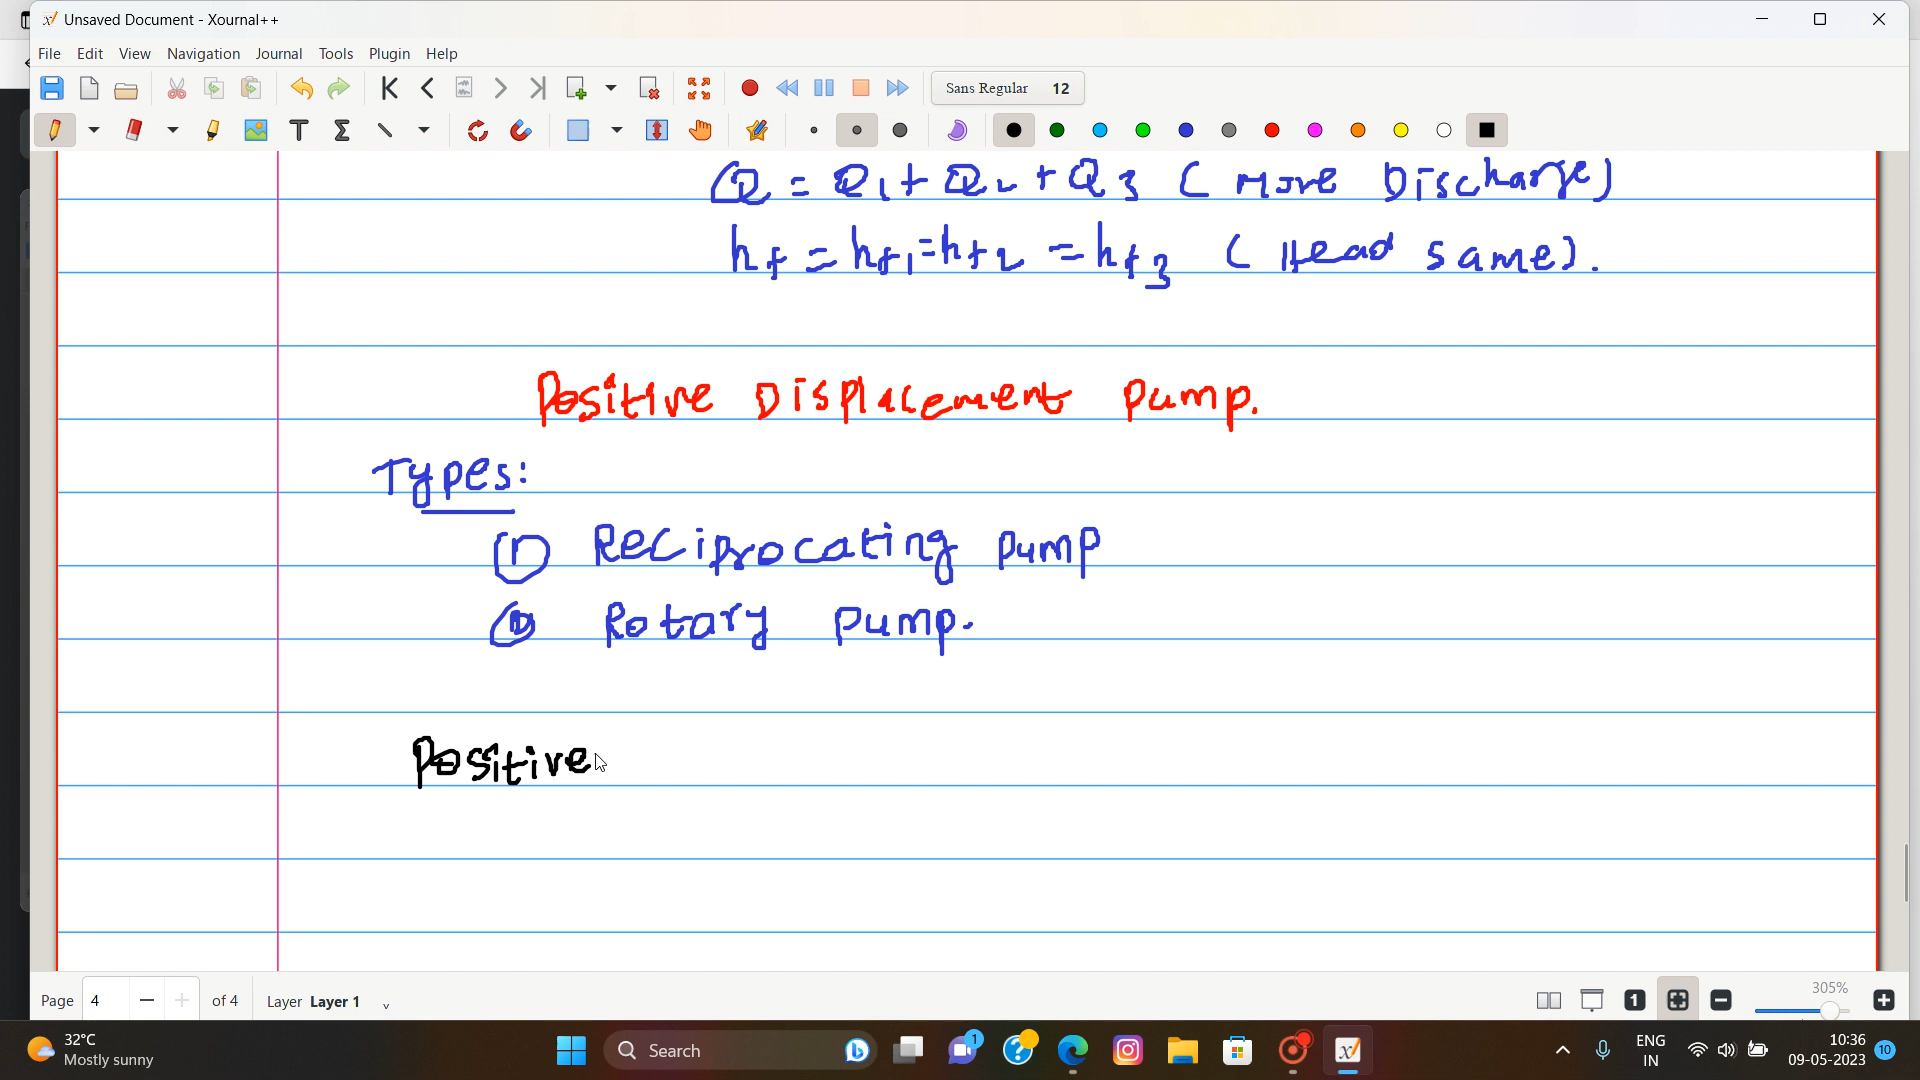 Unsaved Document - Xournal++
File Edit View Navigation Journal Tools Plugin Help
Sans Regular 12
Q = Q1 + Q2 + Q3 ( More Discharge)
hf = hf1 = hf2 = hf3 ( Head same).
Positive Displacement Pump.
Types:
① Reciprocating pump
Rotary pump.
Positive
Page 4 of 4 Layer Layer 1 305%
32°C
Mostly sunny
Search
1
ENG
IN
10:36
09-05-2023
10